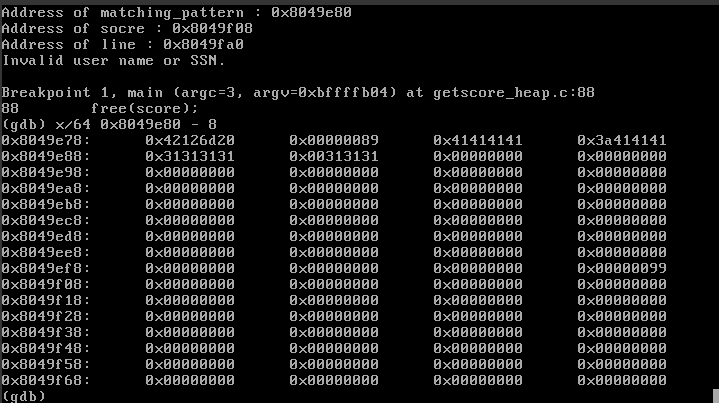 Address of matching_pattern : 0x8049e80
Address of socre : 0x8049f08
Address of line : 0x8049fa0
Invalid user name or SSN.

Breakpoint 1, main (argc=3, argv=0xbffffb04) at getscore_heap.c:88
88 free(score);
(gdb) x/64 0x8049e80 - 8
0x8049e78: 0x42126d20 0x00000089 0x41414141 0x3a414141
0x8049e88: 0x31313131 0x00313131 0x00000000 0x00000000
0x8049e98: 0x00000000 0x00000000 0x00000000 0x00000000
0x8049ea8: 0x00000000 0x00000000 0x00000000 0x00000000
0x8049eb8: 0x00000000 0x00000000 0x00000000 0x00000000
0x8049ec8: 0x00000000 0x00000000 0x00000000 0x00000000
0x8049ed8: 0x00000000 0x00000000 0x00000000 0x00000000
0x8049ee8: 0x00000000 0x00000000 0x00000000 0x00000000
0x8049ef8: 0x00000000 0x00000000 0x00000000 0x00000099
0x8049f08: 0x00000000 0x00000000 0x00000000 0x00000000
0x8049f18: 0x00000000 0x00000000 0x00000000 0x00000000
0x8049f28: 0x00000000 0x00000000 0x00000000 0x00000000
0x8049f38: 0x00000000 0x00000000 0x00000000 0x00000000
0x8049f48: 0x00000000 0x00000000 0x00000000 0x00000000
0x8049f58: 0x00000000 0x00000000 0x00000000 0x00000000
0x8049f68: 0x00000000 0x00000000 0x00000000 0x00000000
(gdb)